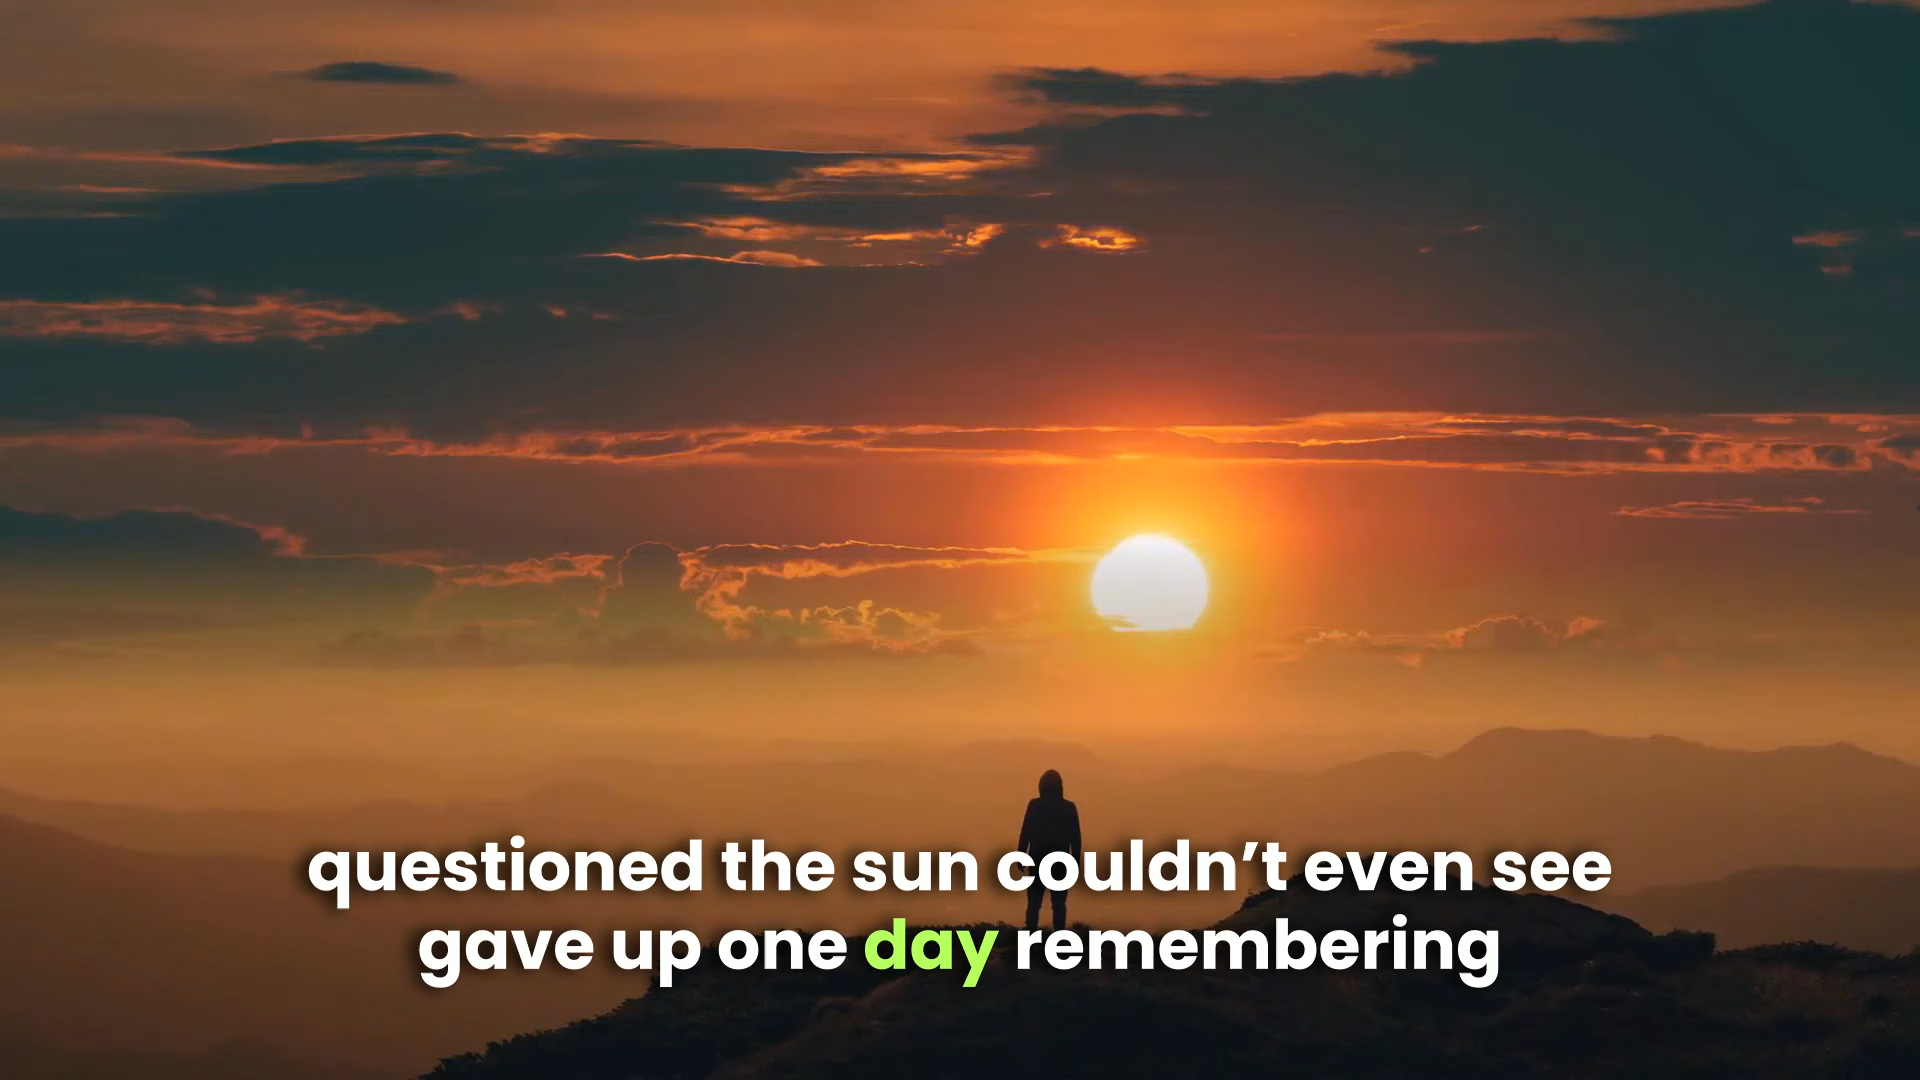 questioned the sun couldn’t even see
gave up one day remembering